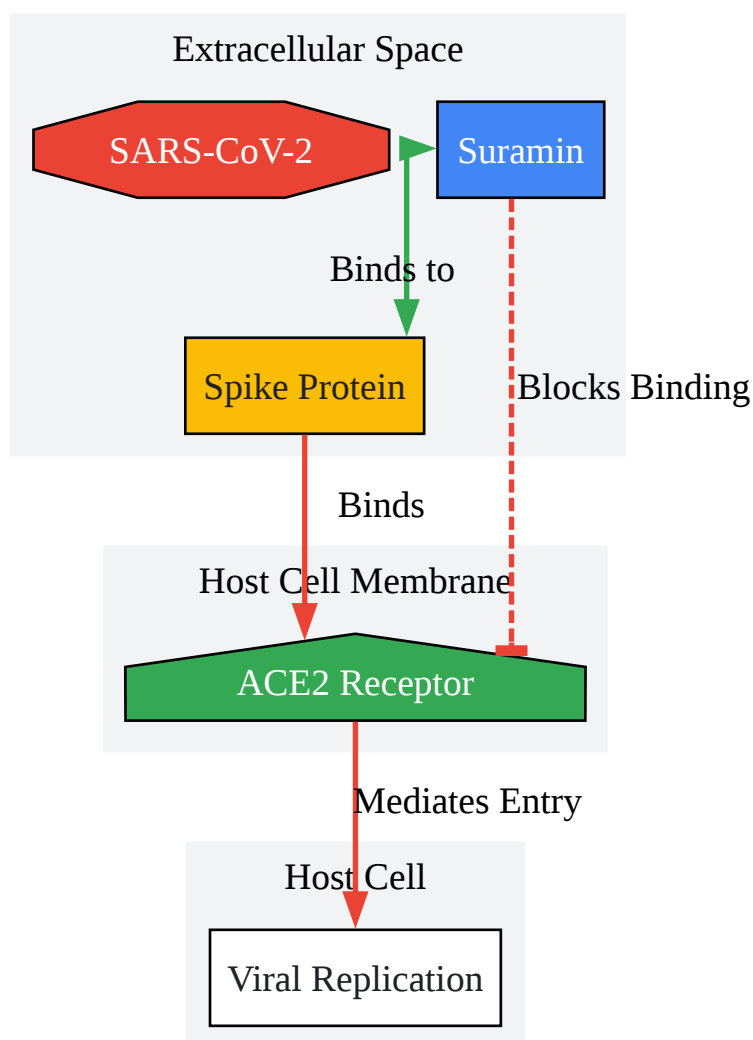 Extracellular Space
SARS-CoV-2
Suramin
Binds to
Spike Protein
Blocks Binding
Binds
Host Cell Membrane
ACE2 Receptor
Mediates Entry
Host Cell
Viral Replication